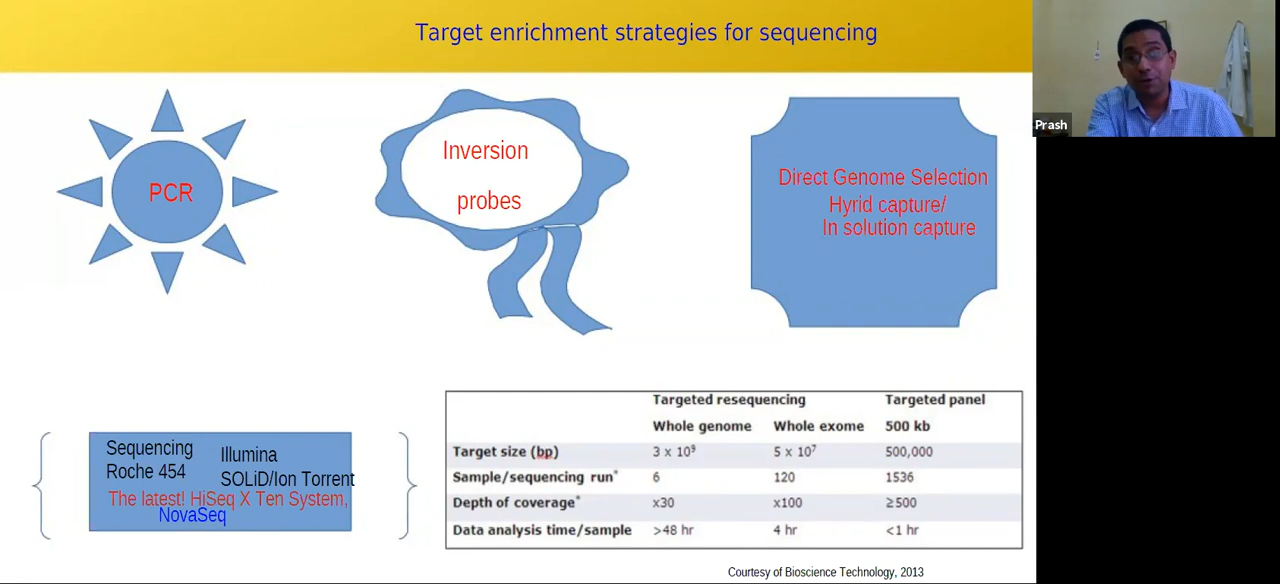 Target enrichment strategies for sequencing
Prash
PCR
Inversion
probes
Direct Genome Selection
Hyrid capture/
In solution capture
Sequencing
Roche 454
Illumina
SOLiD/Ion Torrent
The latest! HiSeq X Ten System,
NovaSeq
Targeted resequencing Targeted panel
Whole genome Whole exome 500 kb
Target size (bp) 3 x 10⁹ 5 x 10⁷ 500,000
Sample/sequencing run* 6 120 1536
Depth of coverage* x30 x100 ≥500
Data analysis time/sample >48 hr 4 hr <1 hr
Courtesy of Bioscience Technology, 2013